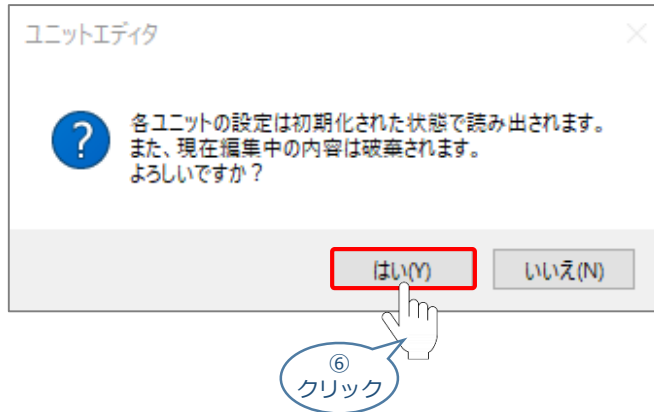 ユニットエディタ
各ユニットの設定は初期化された状態で読み出されます。
また、現在編集中の内容は破棄されます。
よろしいですか？
はい(Y)
いいえ(N)
⑥
クリック